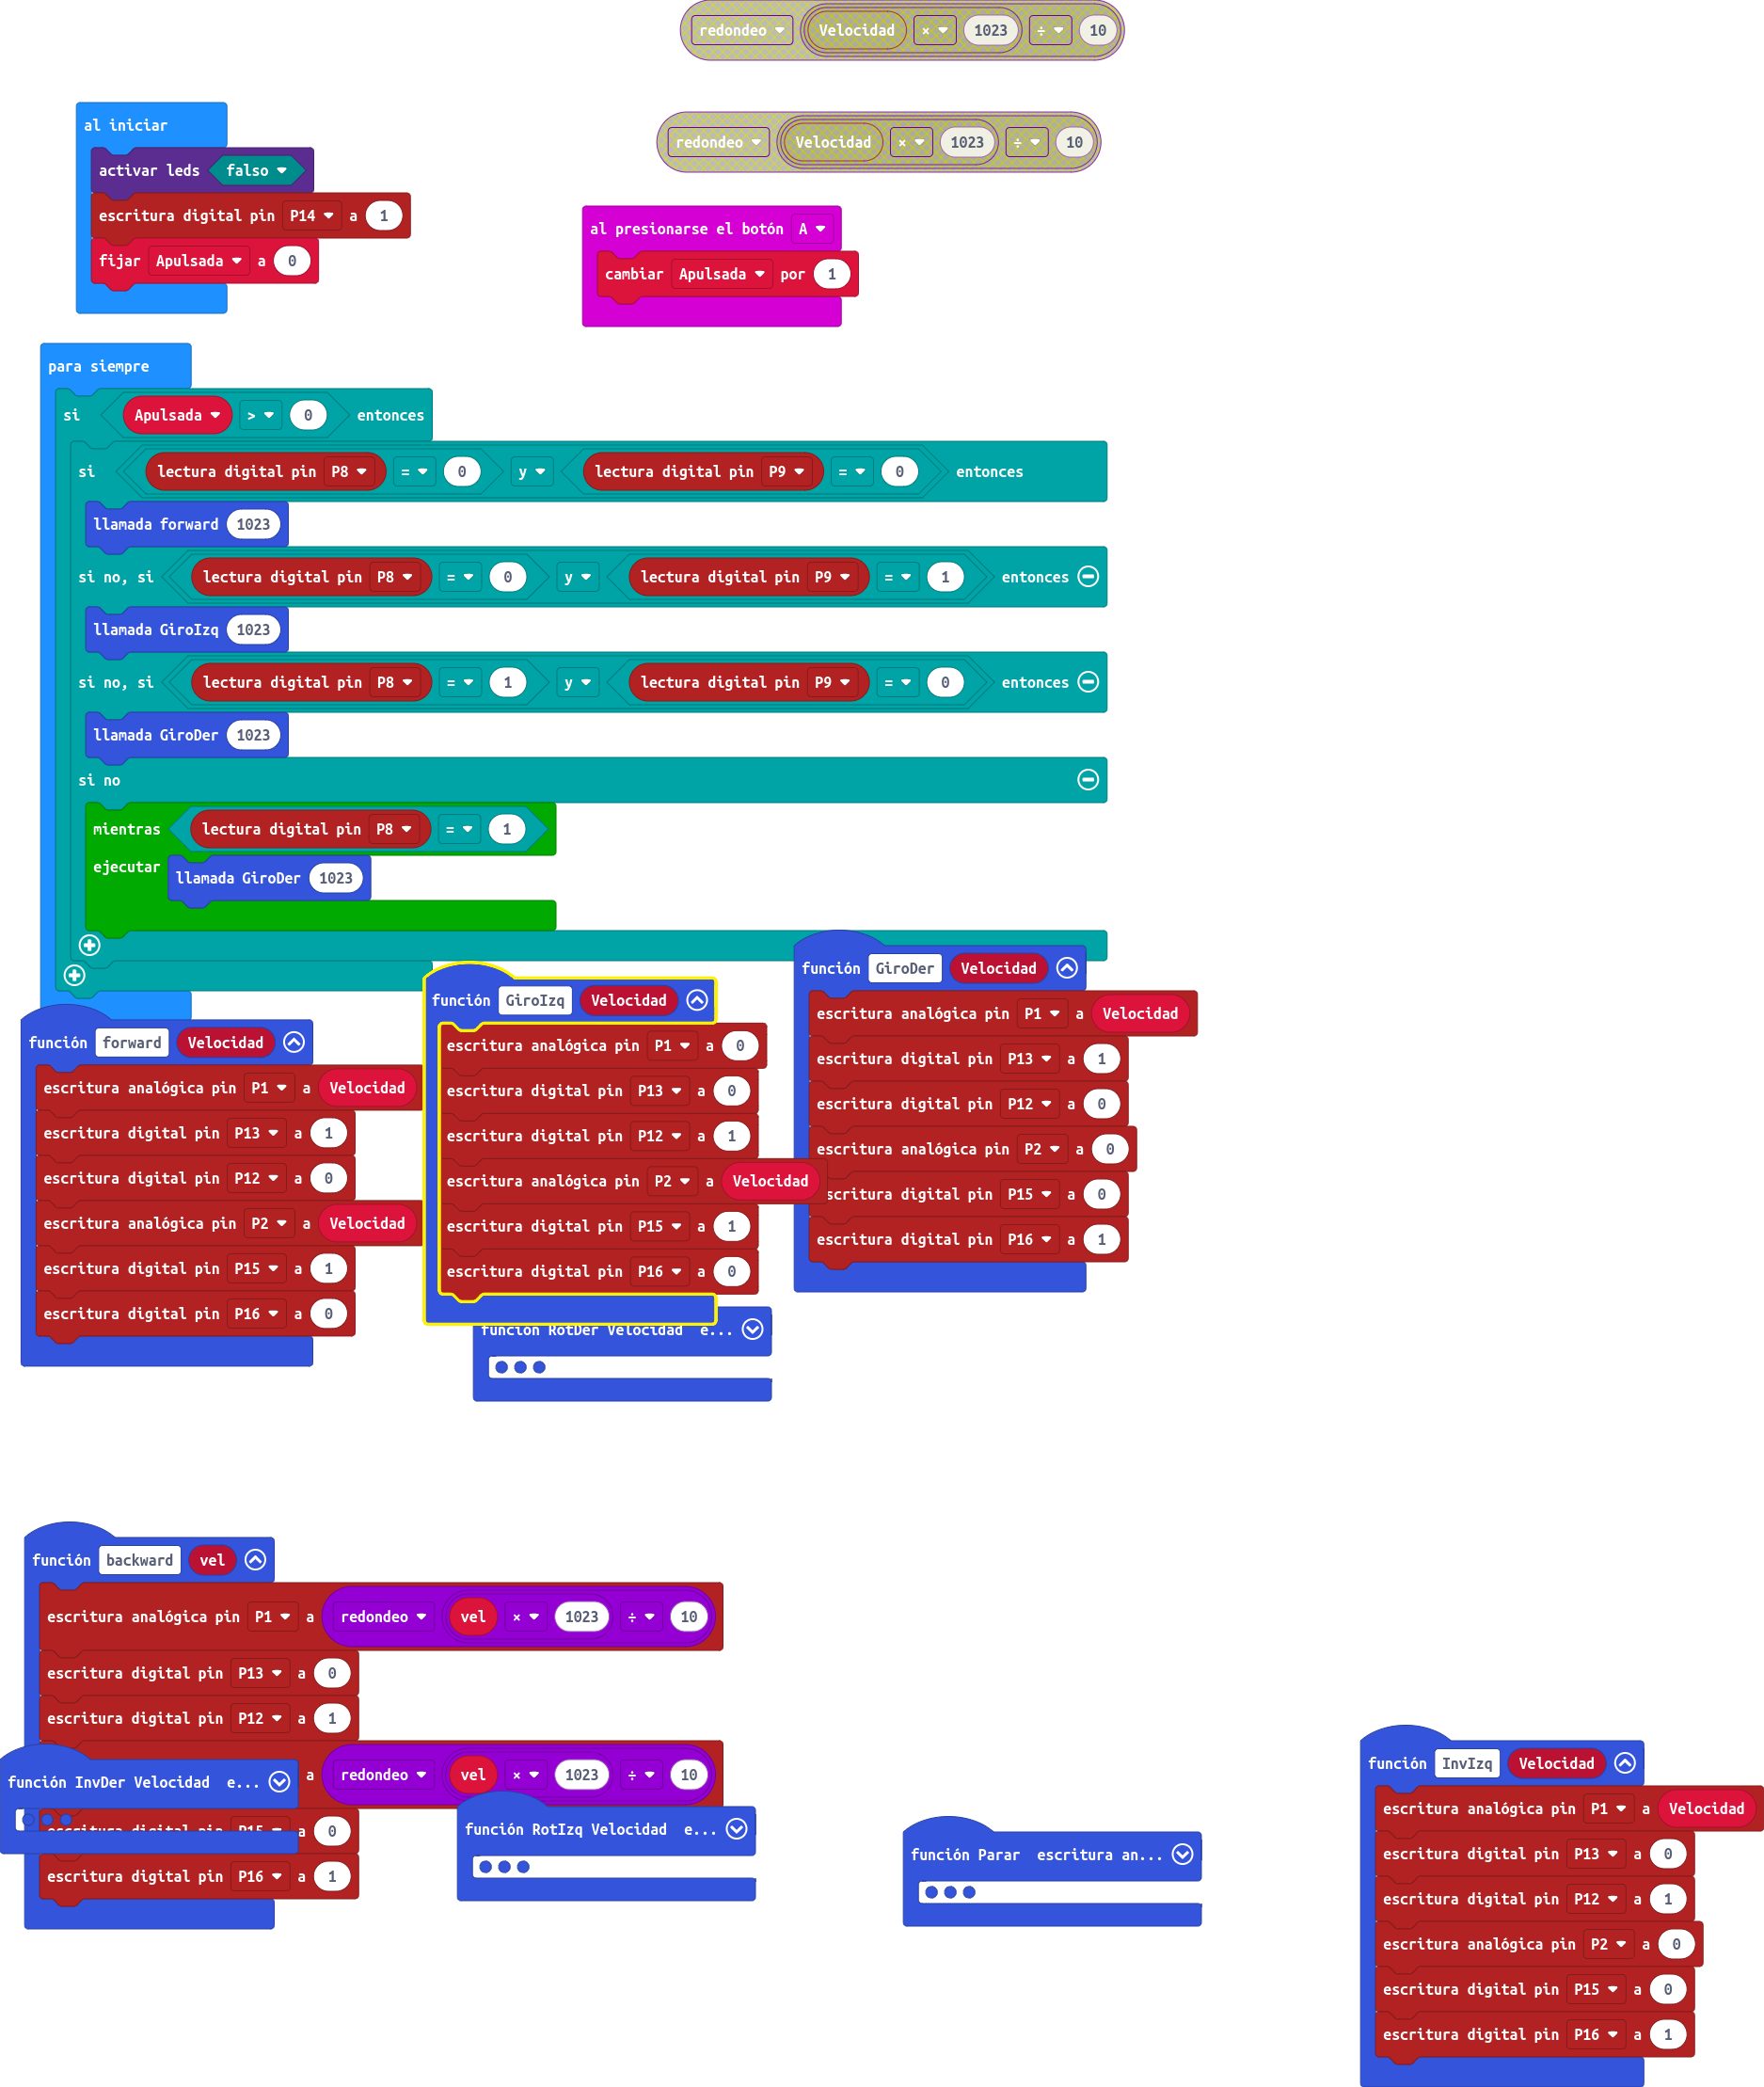 redondeo Velocidad × 1023 ÷ 10
redondeo Velocidad × 1023 ÷ 10
al iniciar
activar leds falso
escritura digital pin P14 a 1
fijar Apulsada a 0
al presionarse el botón A
cambiar Apulsada por 1
para siempre
si Apulsada > 0 entonces
si lectura digital pin P8 = 0 y lectura digital pin P9 = 0 entonces
llamada forward 1023
si no, si lectura digital pin P8 = 0 y lectura digital pin P9 = 1 entonces
llamada GiroIzq 1023
si no, si lectura digital pin P8 = 1 y lectura digital pin P9 = 0 entonces
llamada GiroDer 1023
si no
mientras lectura digital pin P8 = 1
ejecutar llamada GiroDer 1023
función forward Velocidad
escritura analógica pin P1 a Velocidad
escritura digital pin P13 a 1
escritura digital pin P12 a 0
escritura analógica pin P2 a Velocidad
escritura digital pin P15 a 1
escritura digital pin P16 a 0
función GiroIzq Velocidad
escritura analógica pin P1 a 0
escritura digital pin P13 a 0
escritura digital pin P12 a 1
escritura analógica pin P2 a Velocidad
escritura digital pin P15 a 1
escritura digital pin P16 a 0
función GiroDer Velocidad
escritura analógica pin P1 a Velocidad
escritura digital pin P13 a 1
escritura digital pin P12 a 0
escritura analógica pin P2 a 0
escritura digital pin P15 a 0
escritura digital pin P16 a 1
función RotDer Velocidad e...
función backward vel
escritura analógica pin P1 a redondeo vel × 1023 ÷ 10
escritura digital pin P13 a 0
escritura digital pin P12 a 1
a redondeo vel × 1023 ÷ 10
función InvDer Velocidad e...
escritura digital pin P15 a 0
escritura digital pin P16 a 1
función RotIzq Velocidad e...
función Parar escritura an...
función InvIzq Velocidad
escritura analógica pin P1 a Velocidad
escritura digital pin P13 a 0
escritura digital pin P12 a 1
escritura analógica pin P2 a 0
escritura digital pin P15 a 0
escritura digital pin P16 a 1